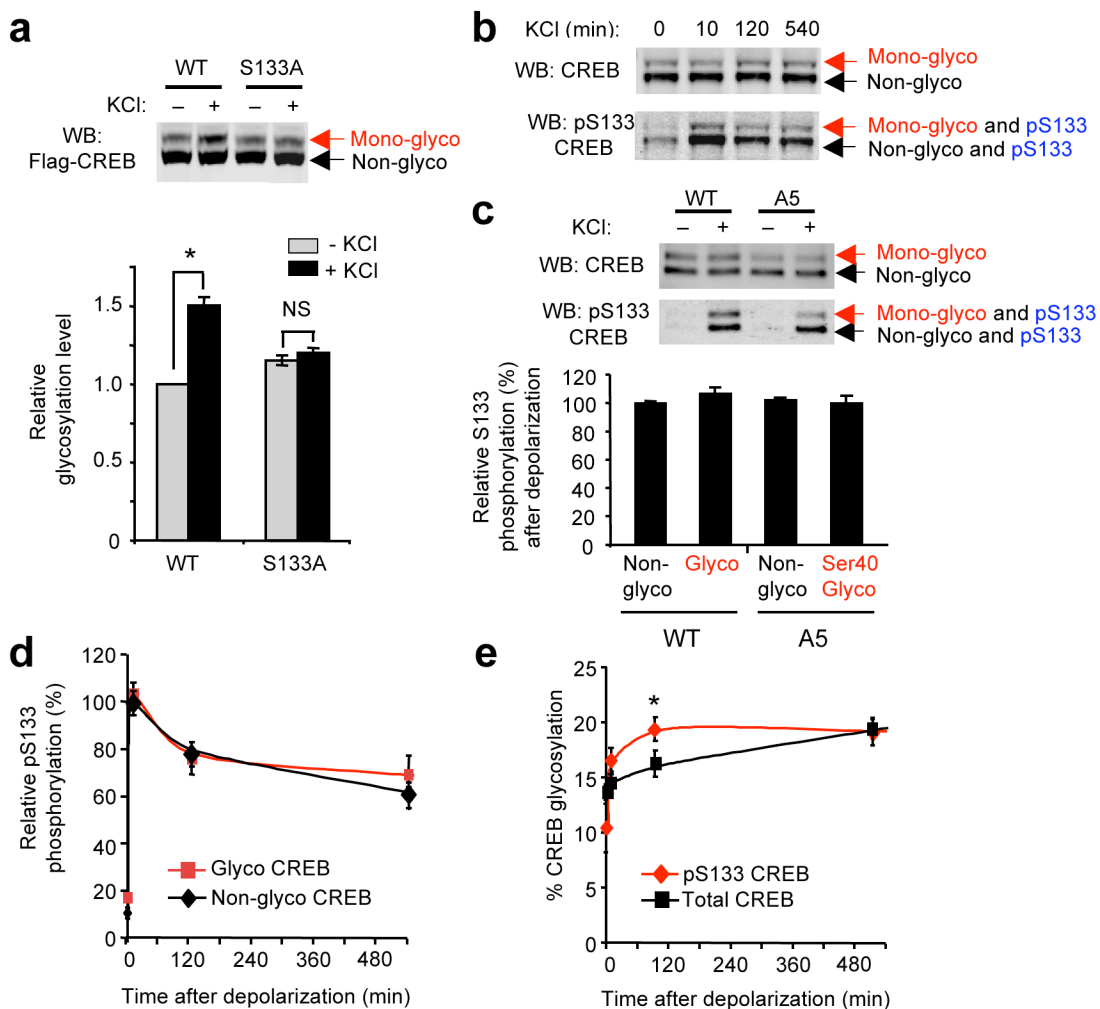 a
WT S133A
KCl: – + – +
WB:
Flag-CREB
Mono-glyco
Non-glyco
- KCl
+ KCl
*
NS
Relative
glycosylation level
1.5
1.0
1.5
0
WT S133A
b
KCl (min): 0 10 120 540
WB: CREB
Mono-glyco
Non-glyco
WB: pS133
CREB
Mono-glyco and pS133
Non-glyco and pS133
c
WT A5
KCl: – + – +
WB: CREB
Mono-glyco
Non-glyco
WB: pS133
CREB
Mono-glyco and pS133
Non-glyco and pS133
Relative S133
phosphorylation (%)
after depolarization
120
100
80
60
40
20
0
Non-
glyco
Glyco
Non-
glyco
Ser40
Glyco
WT A5
d
Relative pS133
phosphorylation (%)
120
100
80
60
40
20
0
Glyco CREB
Non-glyco CREB
0 120 240 360 480
Time after depolarization (min)
e
% CREB glycosylation
25
20
15
10
5
0
*
pS133 CREB
Total CREB
0 120 240 360 480
Time after depolarization (min)